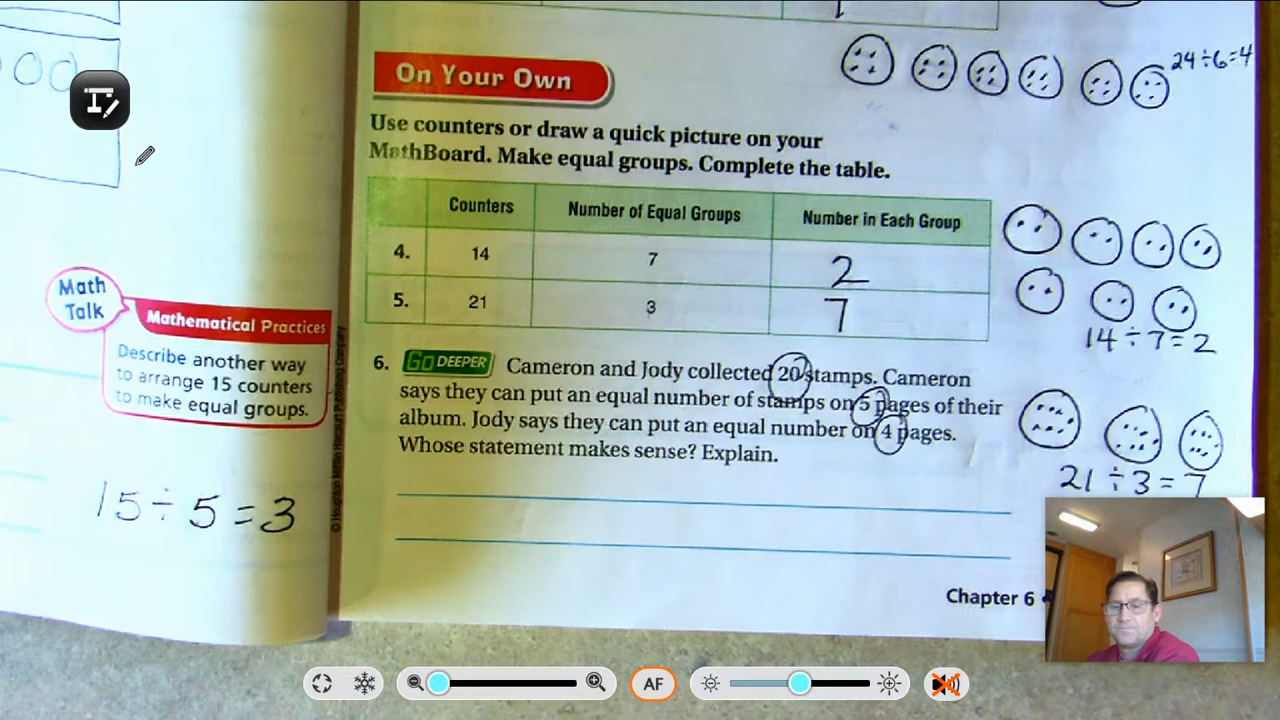 24÷6=4
On Your Own
Use counters or draw a quick picture on your
MathBoard. Make equal groups. Complete the table.
Counters Number of Equal Groups Number in Each Group
4. 14 7 2
5. 21 3 7
14÷7=2
21÷3=7
6. Go DEEPER Cameron and Jody collected 20 stamps. Cameron
says they can put an equal number of stamps on 5 pages of their
album. Jody says they can put an equal number on 4 pages.
Whose statement makes sense? Explain.
Chapter 6
Math
Talk
Mathematical Practices
Describe another way
to arrange 15 counters
to make equal groups.
15÷5=3
© Houghton Mifflin Harcourt Publishing Company
AF